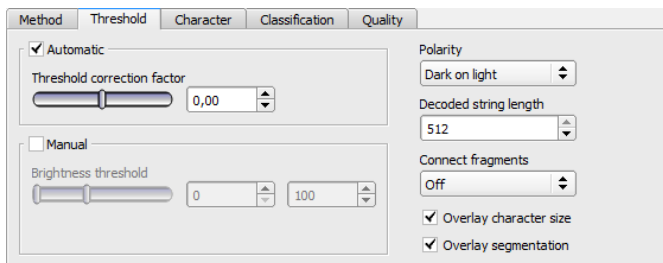 Method Threshold Character Classification Quality
Automatic
Threshold correction factor
0,00
Manual
Brightness threshold
0 100
Polarity
Dark on light
Decoded string length
512
Connect fragments
Off
Overlay character size
Overlay segmentation